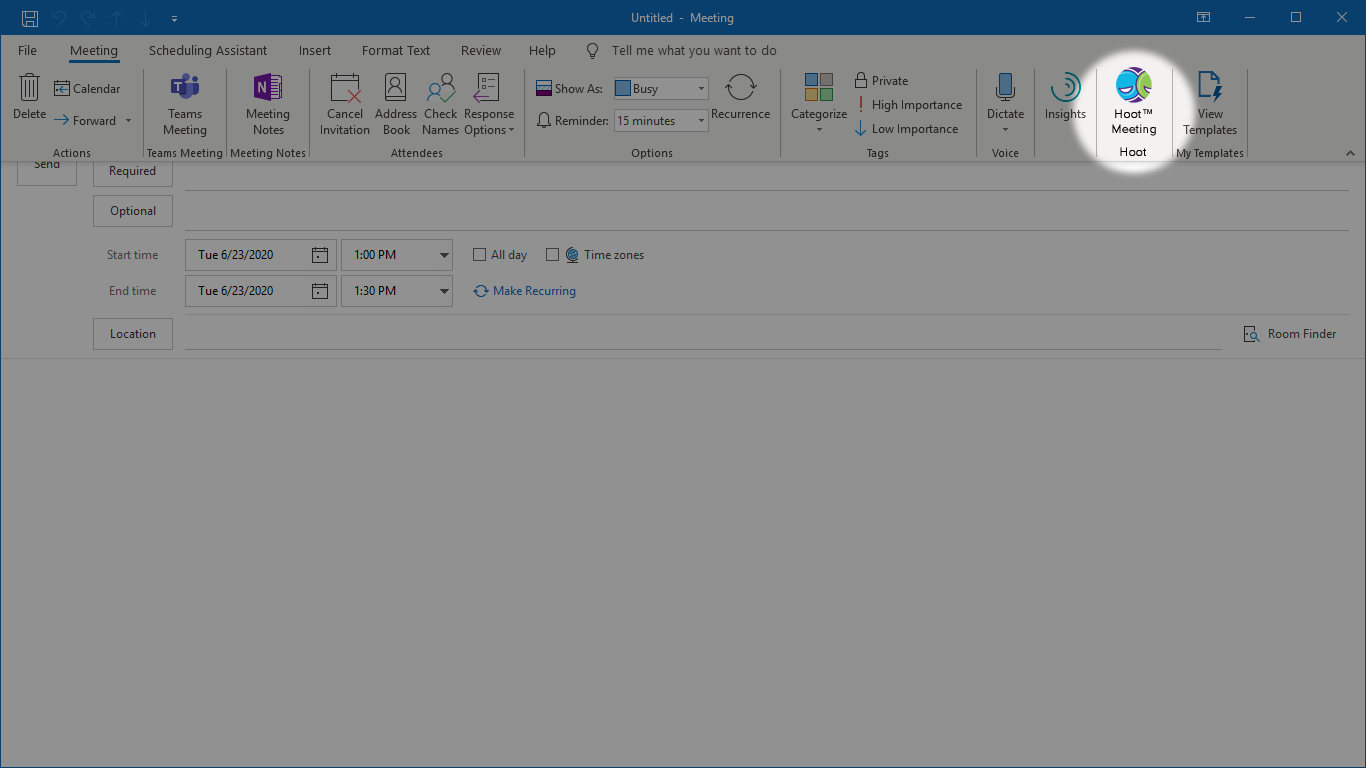 Untitled - Meeting
File Meeting Scheduling Assistant Insert Format Text Review Help Tell me what you want to do
Delete
Calendar
Forward
Actions
Teams
Meeting
Teams Meeting
Meeting
Notes
Meeting Notes
Cancel
Invitation
Address
Book
Check
Names
Response
Options
Attendees
Show As: Busy
Reminder: 15 minutes
Recurrence
Options
Categorize
Private
High Importance
Low Importance
Tags
Dictate
Voice
Insights
Hoot™
Meeting
Hoot
View
Templates
My Templates
Send
Required
Optional
Start time Tue 6/23/2020 1:00 PM All day Time zones
End time Tue 6/23/2020 1:30 PM Make Recurring
Location Room Finder